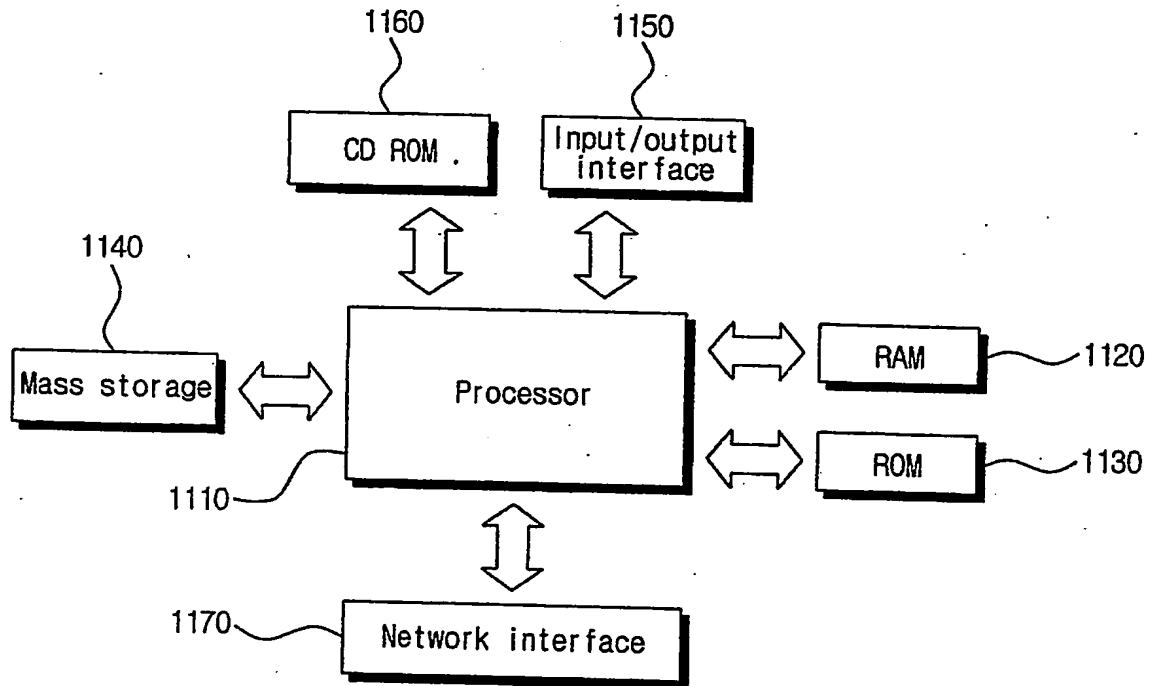 1160
1150
CD ROM
Input/output
interface
1140
Mass storage
Processor
RAM
1120
ROM
1130
1110
1170
Network interface